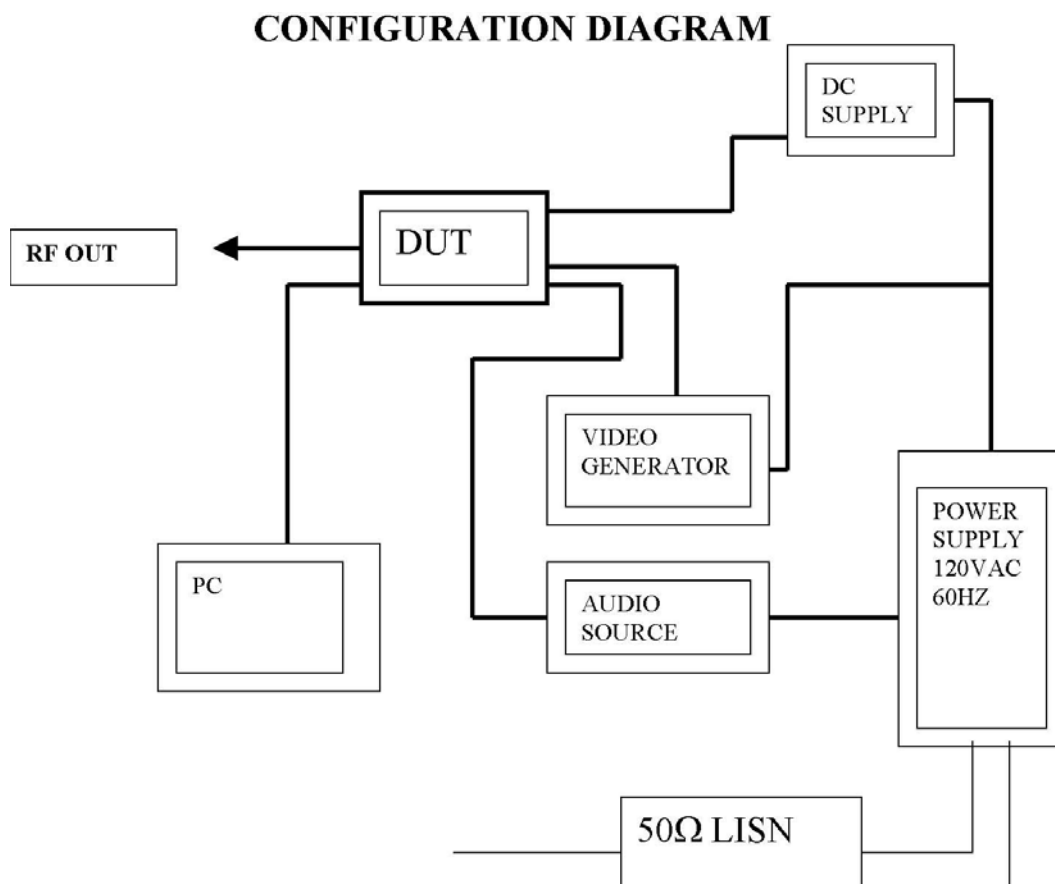 CONFIGURATION DIAGRAM
DC
SUPPLY
RF OUT
DUT
VIDEO
GENERATOR
POWER
SUPPLY
120VAC
60HZ
PC
AUDIO
SOURCE
50Ω LISN